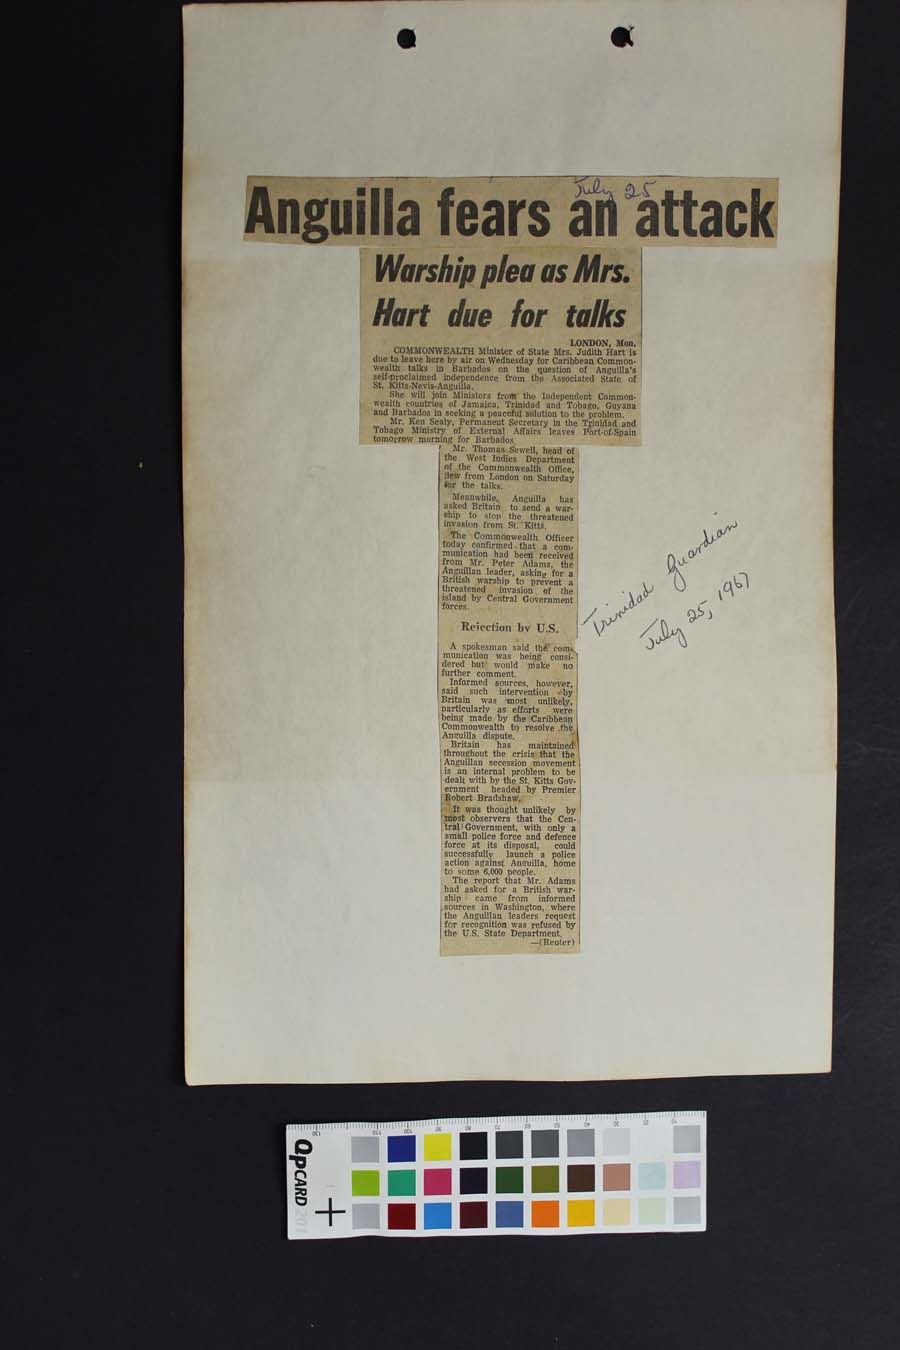 July 25
Anguilla fears an attack
Warship plea as Mrs.
Hart due for talks
LONDON, Mon.
COMMONWEALTH Minister of State Mrs. Judith Hart is
due to leave here by air on Wednesday for Caribbean Common-
wealth talks in Barbados on the question of Anguilla's
self-proclaimed independence from the Associated State of
St. Kitts-Nevis-Anguilla.
She will join Ministers from the Independent Common-
wealth countries of Jamaica, Trinidad and Tobago, Guyana
and Barbados in seeking a peaceful solution to the problem.
Mr. Ken Sealy, Permanent Secretary in the Trinidad and
Tobago Ministry of External Affairs leaves Port-of-Spain
tomorrow morning for Barbados.
Mr. Thomas Sewell, head of
the West Indies Department
of the Commonwealth Office,
flew from London on Saturday
for the talks.
Meanwhile, Anguilla has
asked Britain to send a war-
ship to stop the threatened
invasion from St. Kitts.
The Commonwealth Officer
today confirmed that a com-
munication had been received
from Mr. Peter Adams, the
Anguillan leader, asking for a
British warship to prevent a
threatened invasion of the
island by Central Government
forces.
Rejection by U.S.
A spokesman said the com-
munication was being consi-
dered but would make no
further comment.
Informed sources, however,
said such intervention by
Britain was most unlikely,
particularly as efforts were
being made by the Caribbean
Commonwealth to resolve the
Anguilla dispute.
Britain has maintained
throughout the crisis that the
Anguillan secession movement
is an internal problem to be
dealt with by the St. Kitts Gov-
ernment headed by Premier
Robert Bradshaw.
It was thought unlikely by
most observers that the Cen-
tral Government, with only a
small police force and defence
force at its disposal, could
successfully launch a police
action against Anguilla, home
to some 6,000 people.
The report that Mr. Adams
had asked for a British war-
ship came from informed
sources in Washington, where
the Anguillan leaders request
for recognition was refused by
the U.S. State Department.
—(Reuter)
Trinidad Guardian
July 25, 1967
130 110 100 90 80 70 60 50 40 30 20 10
QPCARD 201